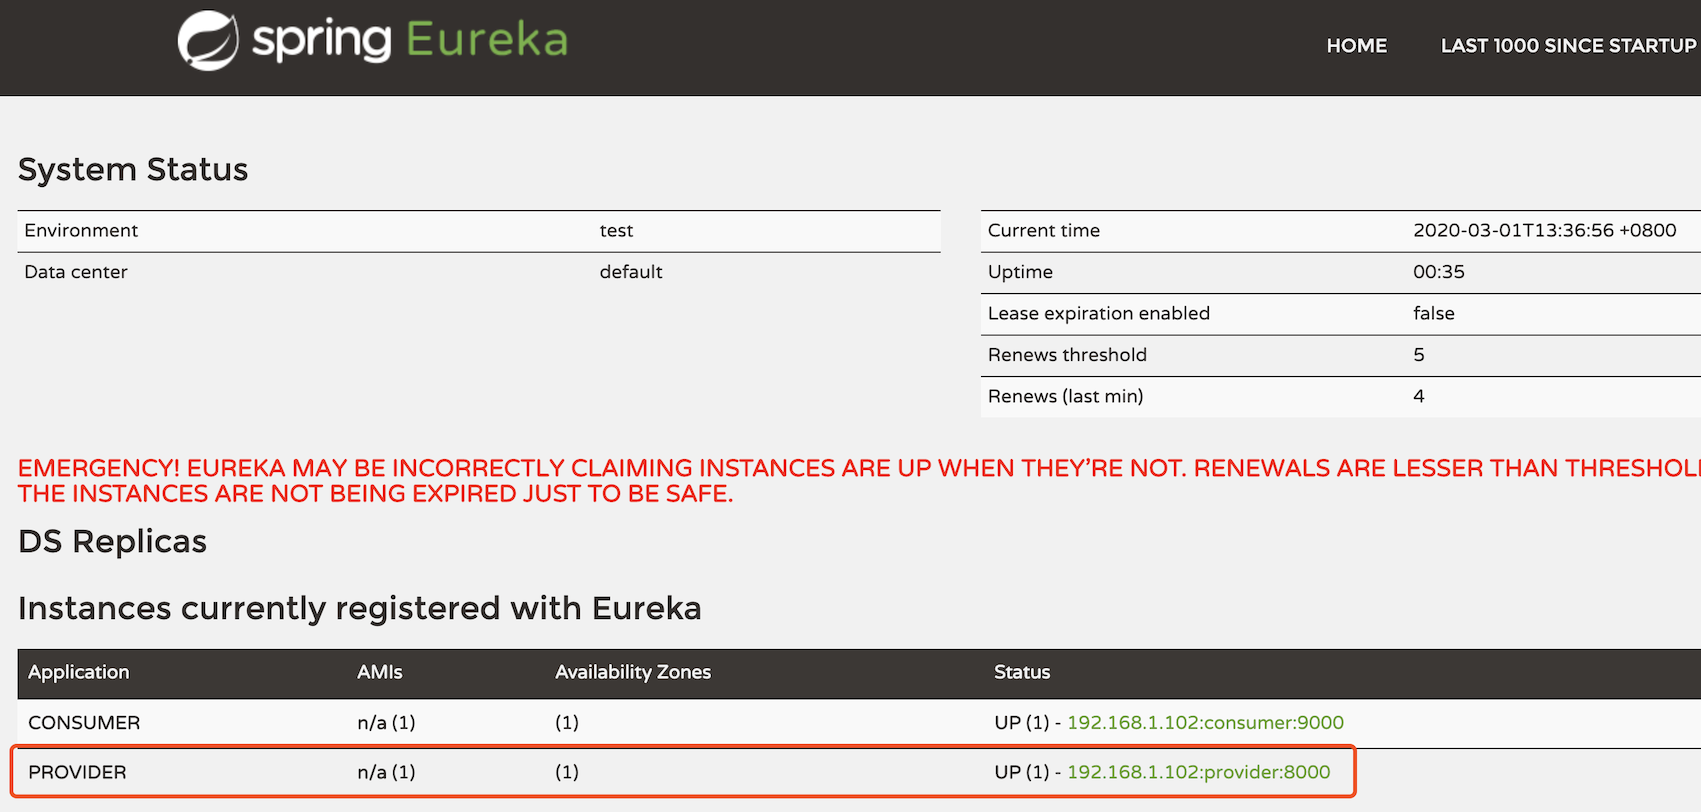 spring Eureka
HOME LAST 1000 SINCE STARTUP
System Status
Environment test
Data center default
Current time 2020-03-01T13:36:56 +0800
Uptime 00:35
Lease expiration enabled false
Renews threshold 5
Renews (last min) 4
EMERGENCY! EUREKA MAY BE INCORRECTLY CLAIMING INSTANCES ARE UP WHEN THEY’RE NOT. RENEWALS ARE LESSER THAN THRESHOL
THE INSTANCES ARE NOT BEING EXPIRED JUST TO BE SAFE.
DS Replicas
Instances currently registered with Eureka
Application AMIs Availability Zones Status
CONSUMER n/a (1) (1) UP (1) - 192.168.1.102:consumer:9000
PROVIDER n/a (1) (1) UP (1) - 192.168.1.102:provider:8000